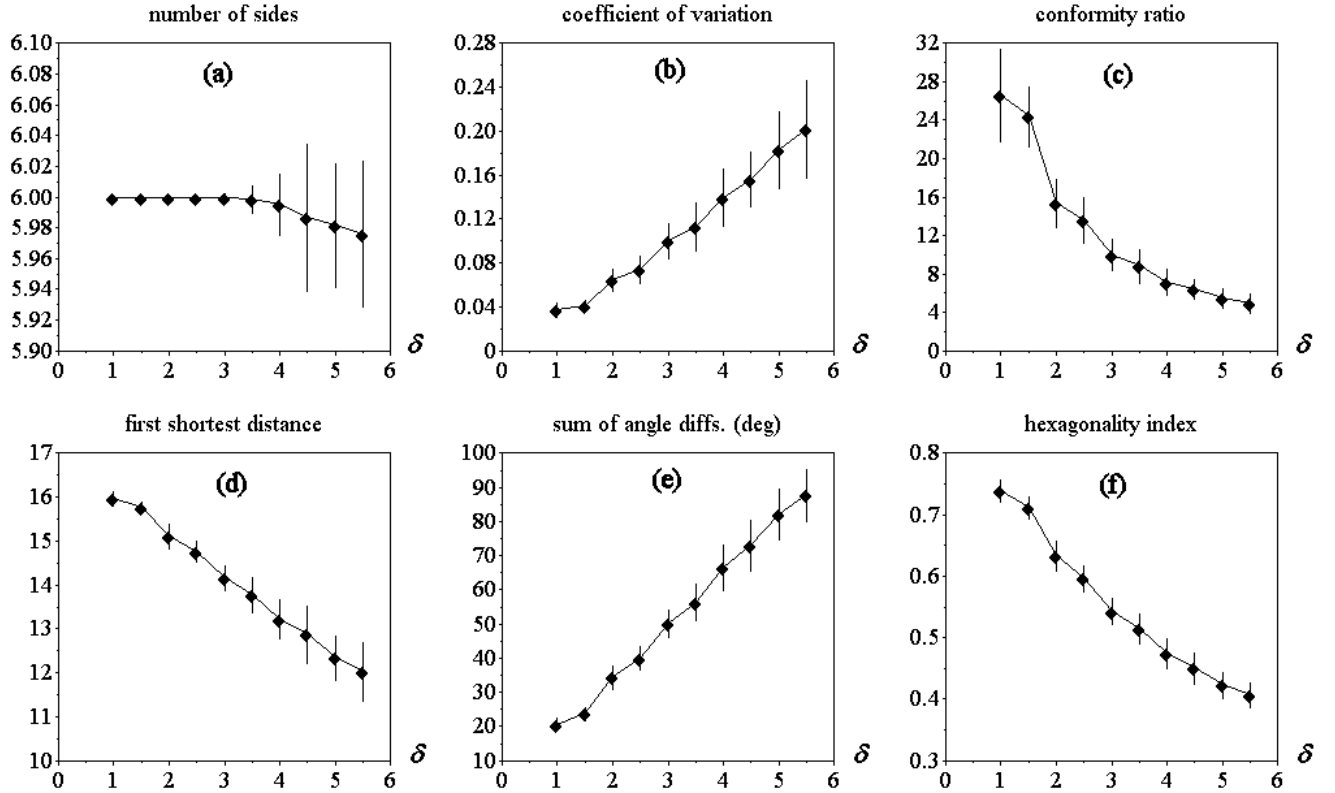 number of sides
6.10
6.08
6.06
6.04
6.02
6.00
5.98
5.96
5.94
5.92
5.90
(a)
0 1 2 3 4 5 6
δ
coefficient of variation
0.28
0.24
0.20
0.16
0.12
0.08
0.04
0
(b)
0 1 2 3 4 5 6
δ
conformity ratio
32
28
24
20
16
12
8
4
0
(c)
0 1 2 3 4 5 6
δ
first shortest distance
17
16
15
14
13
12
11
10
(d)
0 1 2 3 4 5 6
δ
sum of angle diffs. (deg)
100
90
80
70
60
50
40
30
20
10
(e)
0 1 2 3 4 5 6
δ
hexagonality index
0.8
0.7
0.6
0.5
0.4
0.3
(f)
0 1 2 3 4 5 6
δ